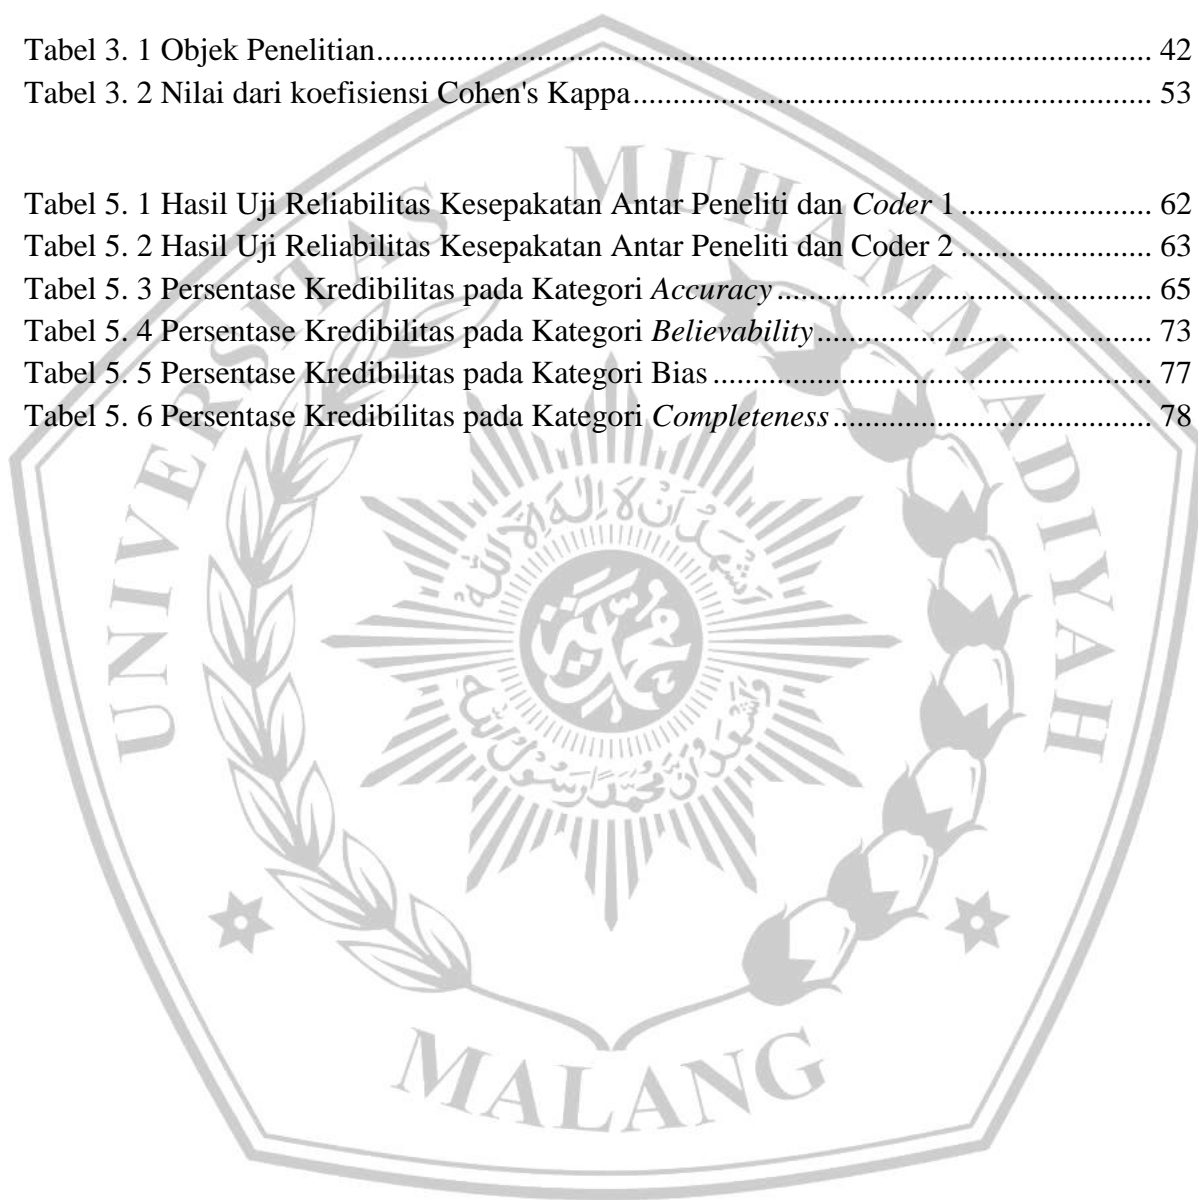 Tabel 3. 1 Objek Penelitian................................................................................................ 42
Tabel 3. 2 Nilai dari koefisiensi Cohen's Kappa................................................................ 53
Tabel 5. 1 Hasil Uji Reliabilitas Kesepakatan Antar Peneliti dan Coder 1........................ 62
Tabel 5. 2 Hasil Uji Reliabilitas Kesepakatan Antar Peneliti dan Coder 2 ........................ 63
Tabel 5. 3 Persentase Kredibilitas pada Kategori Accuracy............................................... 65
Tabel 5. 4 Persentase Kredibilitas pada Kategori Believability.......................................... 73
Tabel 5. 5 Persentase Kredibilitas pada Kategori Bias ....................................................... 77
Tabel 5. 6 Persentase Kredibilitas pada Kategori Completeness........................................ 78
UNIVERSITAS MUHAMMADIYAH
MALANG